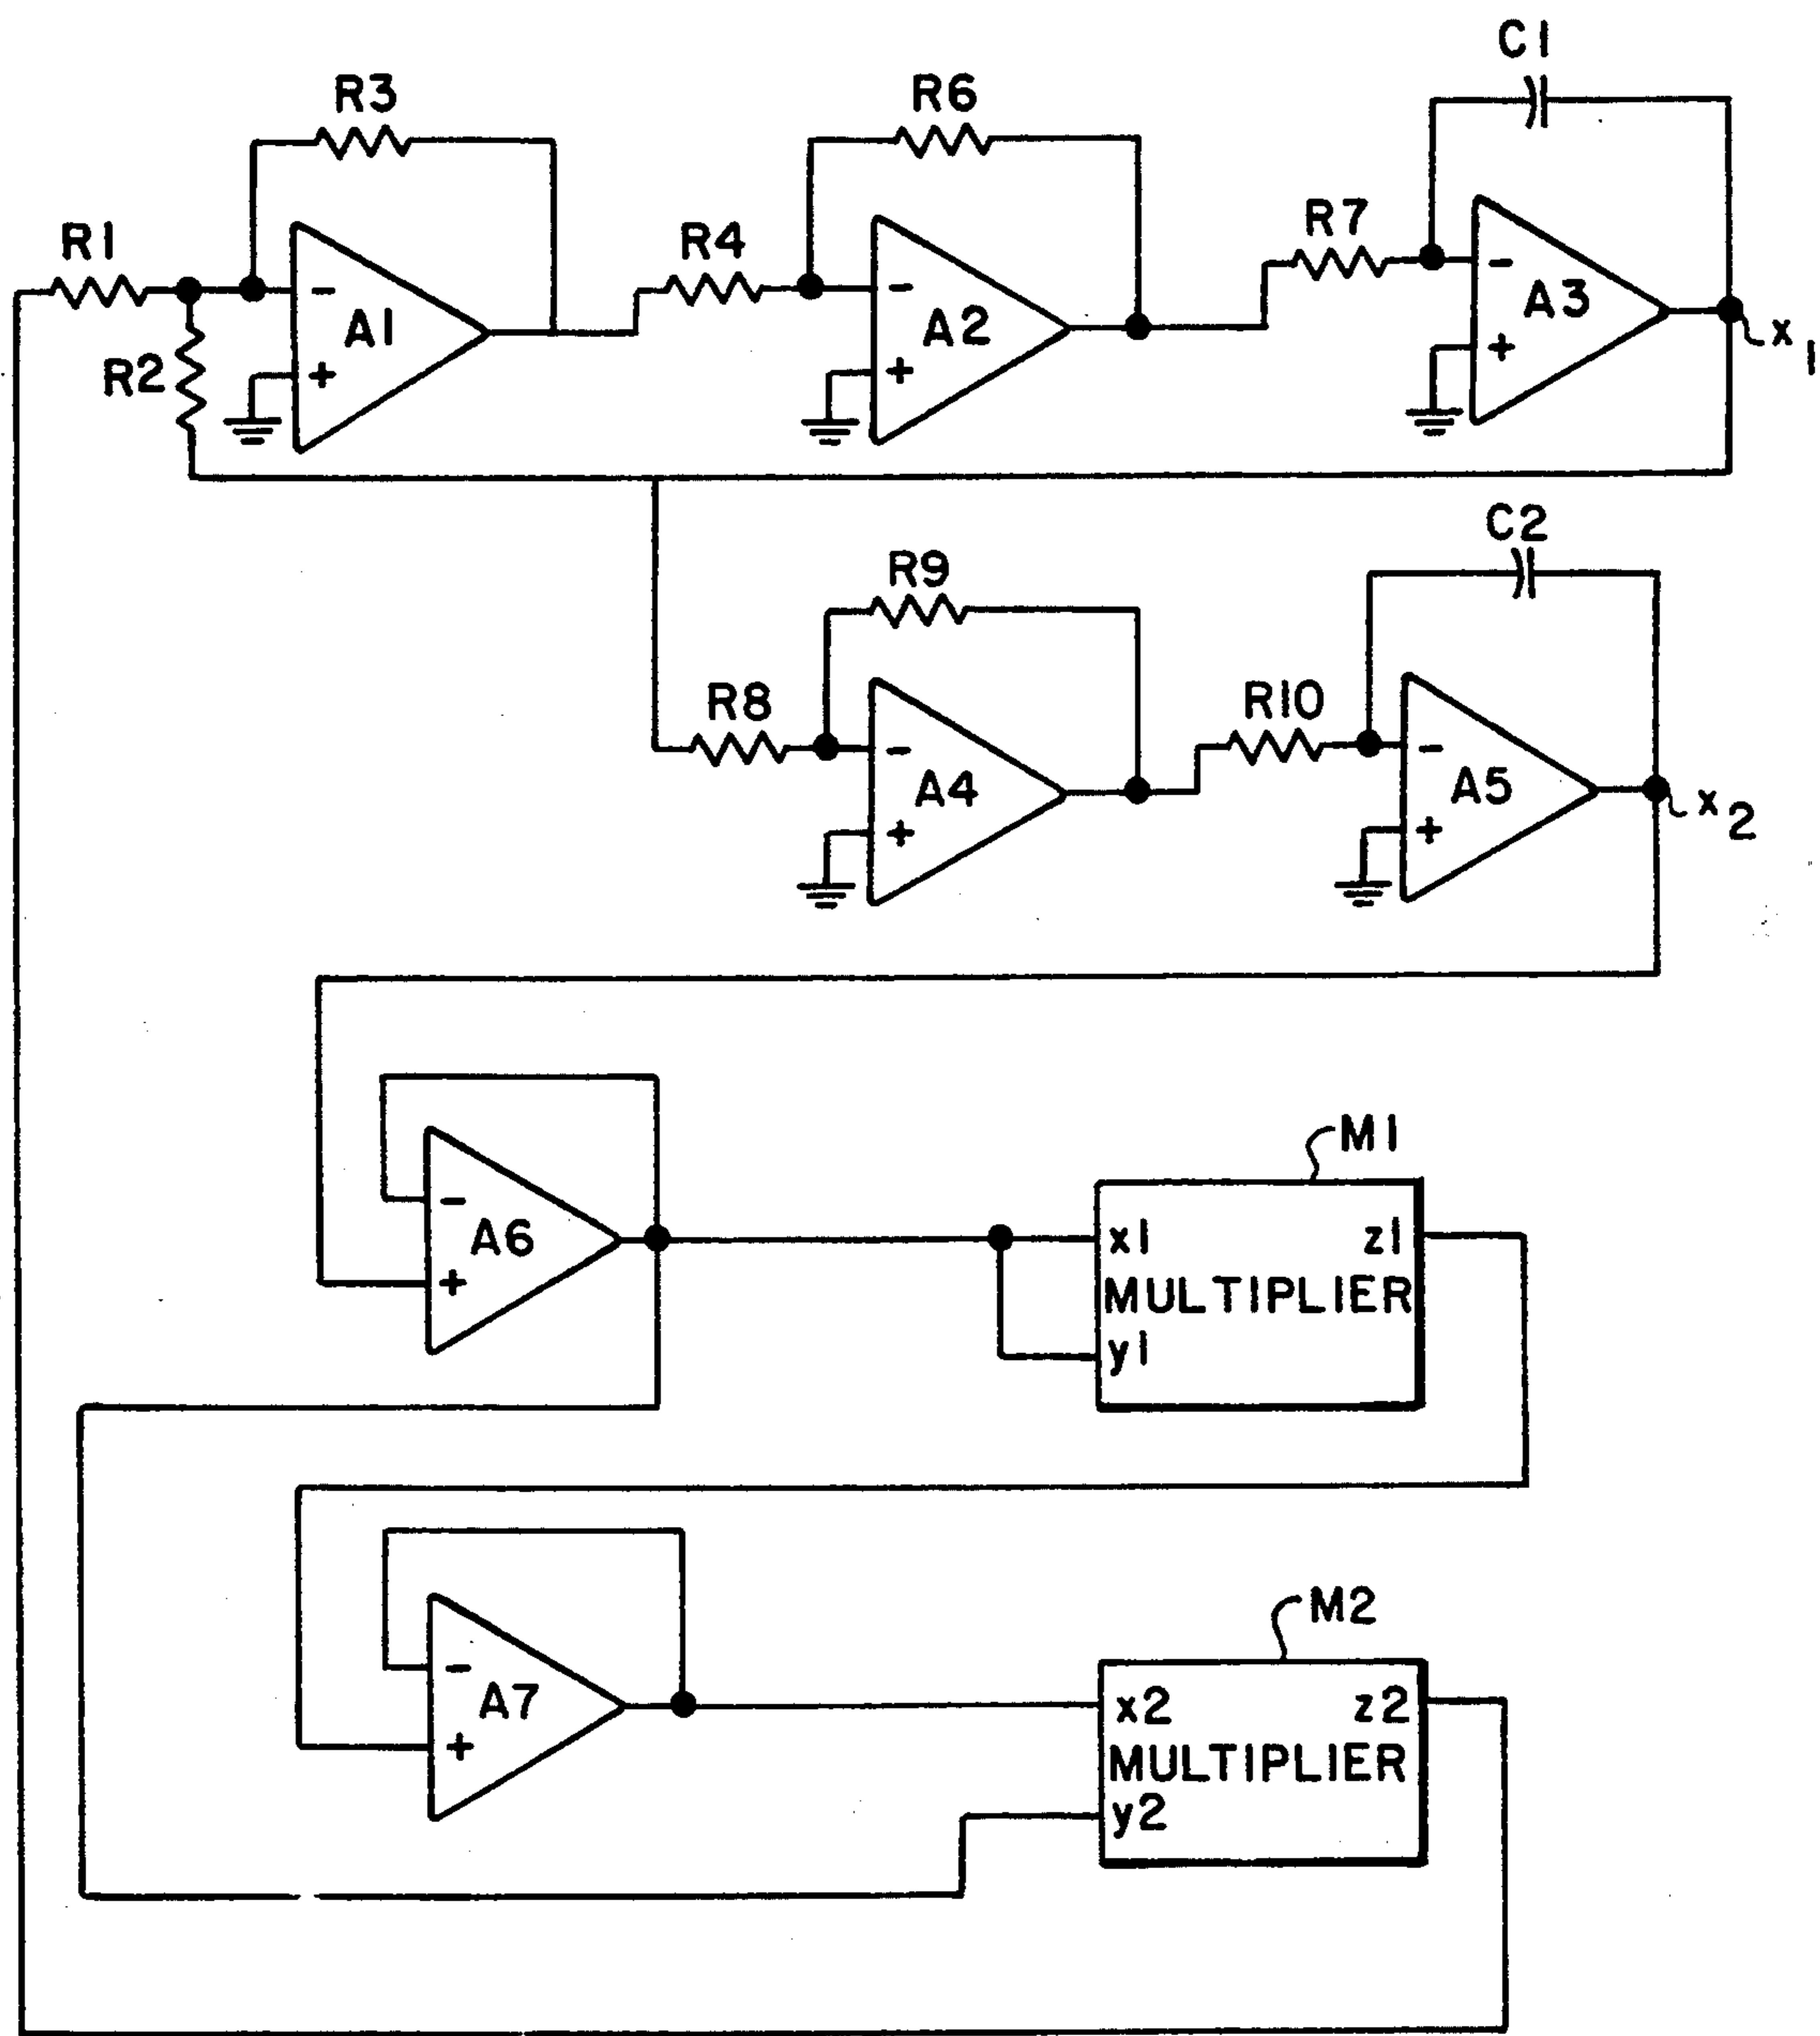 C1
R3
R6
R1
R4
R7
- A1 +
- A2 +
- A3 +
x1
R2
C2
R9
R8
R10
- A4 +
- A5 +
x2
M1
- A6 +
x1 z1
MULTIPLIER
y1
M2
- A7 +
x2 z2
MULTIPLIER
y2